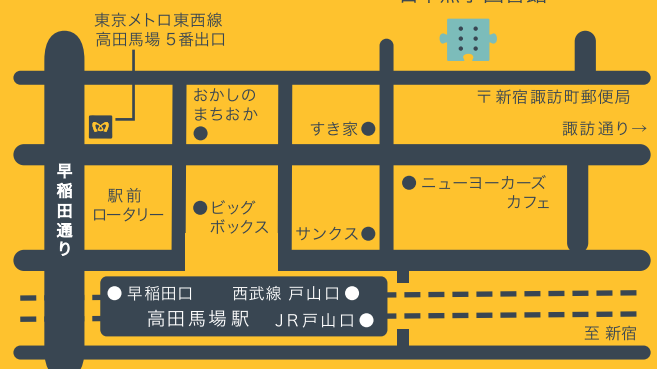 東京メトロ東西線
高田馬場 5番出口
おかしの
まちおか
すき家
〒新宿諏訪町郵便局
諏訪通り→
早稲田通り
駅前
ロータリー
ビッグ
ボックス
サンクス
ニューヨーカーズ
カフェ
早稲田口
西武線 戸山口
高田馬場駅
JR戸山口
至 新宿